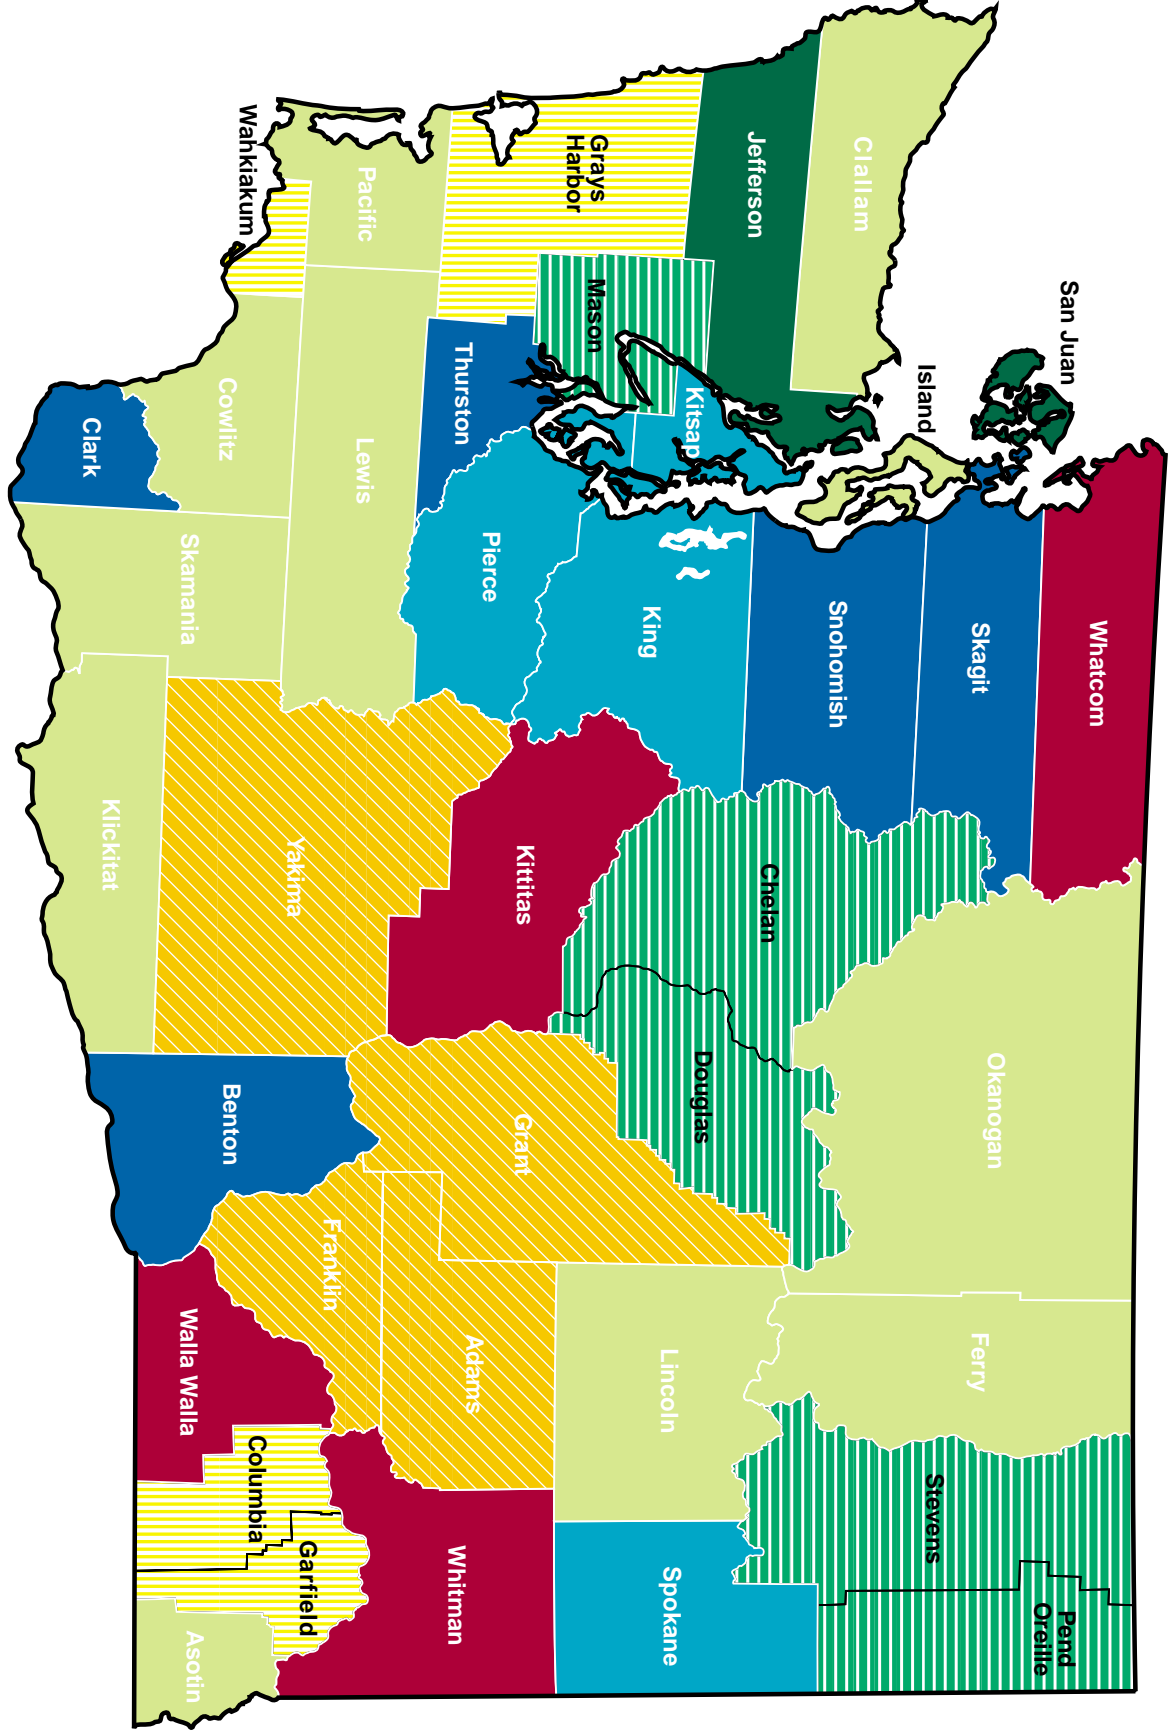 San Juan
Whatcom
Island
Skagit
Clallam
Snohomish
Okanogan
Ferry
Pend
Oreille
Stevens
Jefferson
Kitsap
King
Chelan
Douglas
Grays
Harbor
Mason
Lincoln
Spokane
Thurston
Pierce
Kittitas
Grant
Adams
Whitman
Pacific
Lewis
Yakima
Franklin
Garfield
Wahkiakum
Cowlitz
Skamania
Benton
Columbia
Clark
Klickitat
Walla Walla
Asotin